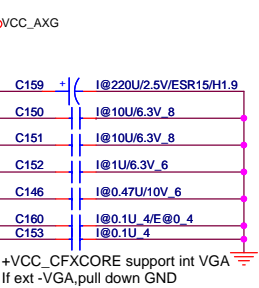 VCC_AXG
C159 + I@220U/2.5V/ESR15/H1.9
C150 I@10U/6.3V_8
C151 I@10U/6.3V_8
C152 I@1U/6.3V_6
C146 I@0.47U/10V_6
C160 I@0.1U_4/E@0_4
C153 I@0.1U_4
+VCC_CFXCORE support int VGA
If ext -VGA,pull down GND